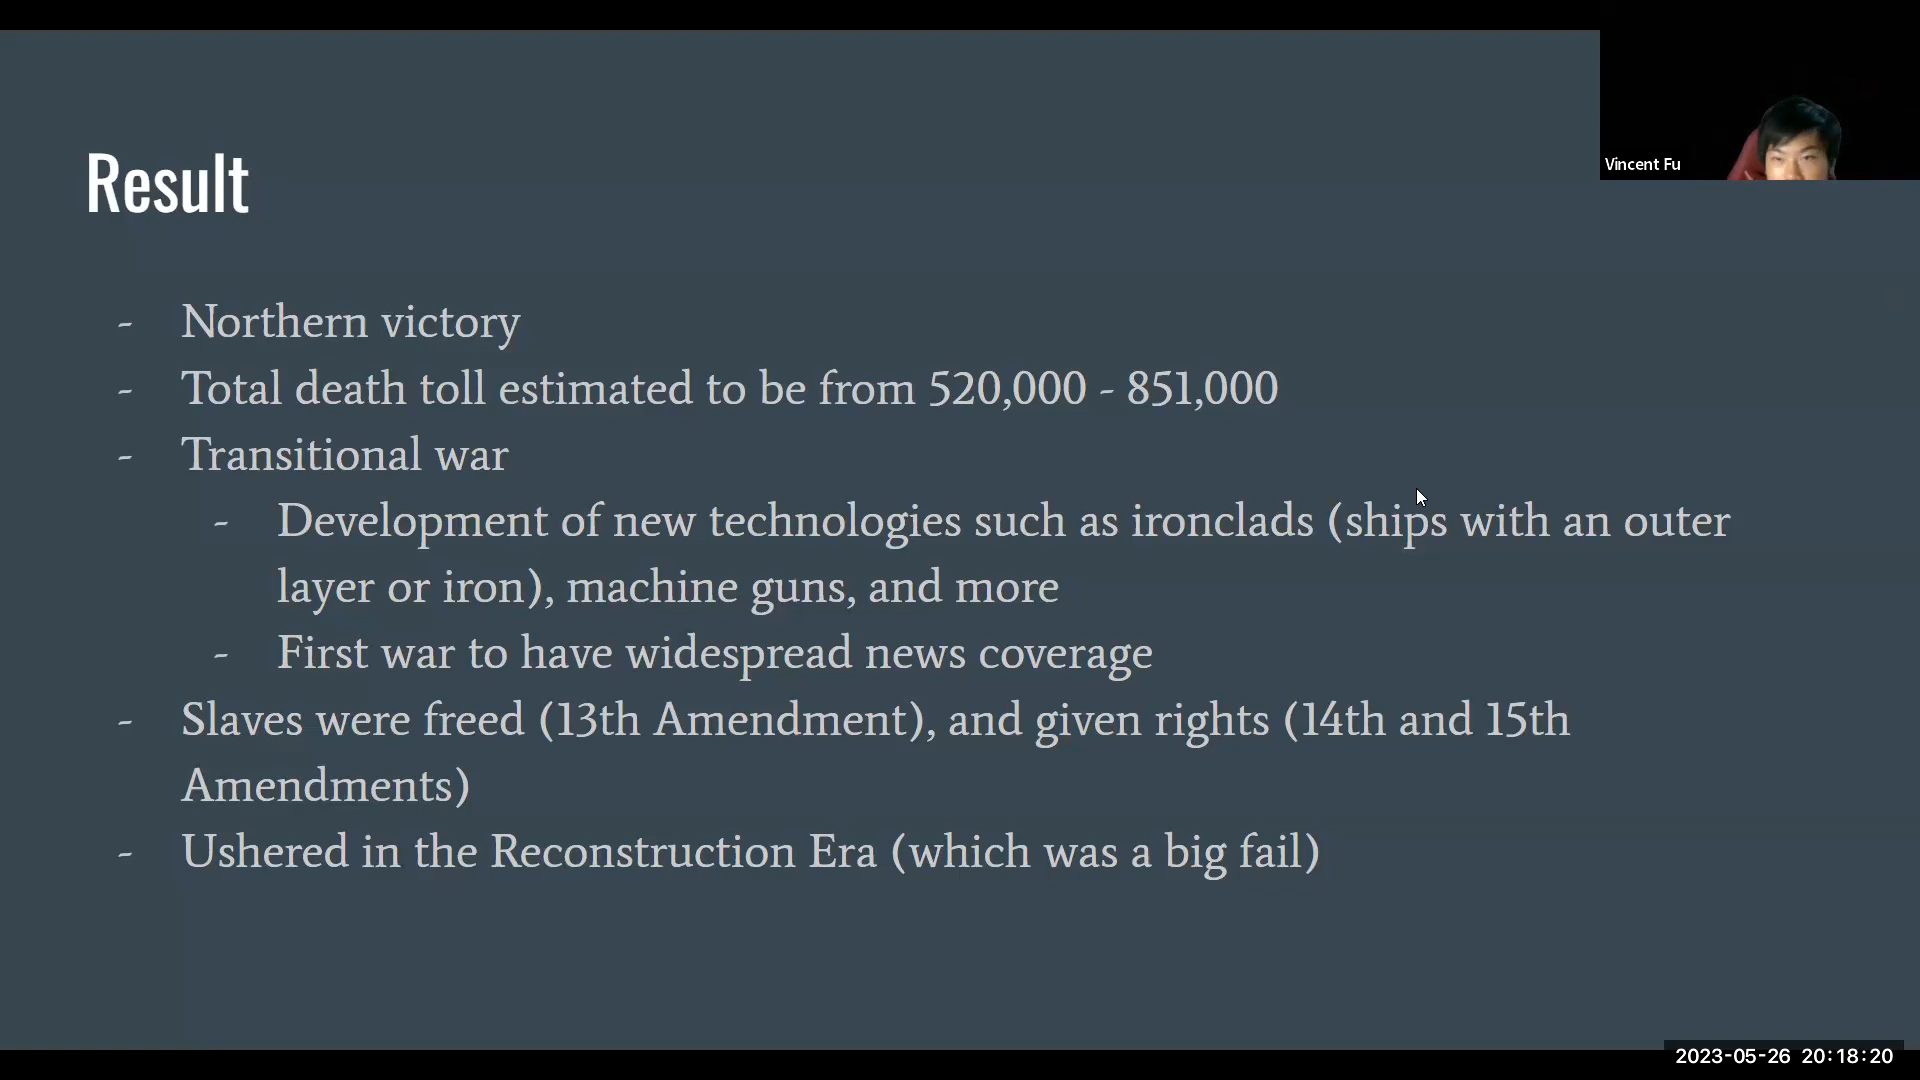 Vincent Fu
Result
- Northern victory
- Total death toll estimated to be from 520,000 - 851,000
- Transitional war
- Development of new technologies such as ironclads (ships with an outer
layer or iron), machine guns, and more
- First war to have widespread news coverage
- Slaves were freed (13th Amendment), and given rights (14th and 15th
Amendments)
- Ushered in the Reconstruction Era (which was a big fail)
2023-05-26 20:18:20